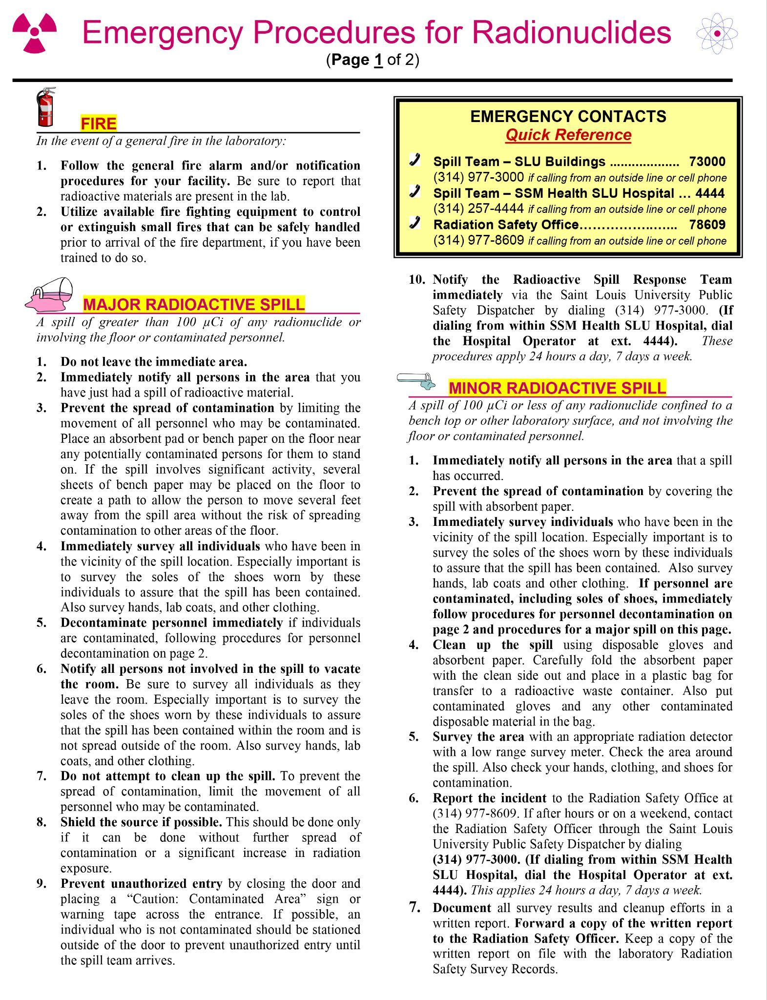 Emergency Procedures for Radionuclides
(Page 1 of 2)
FIRE
In the event of a general fire in the laboratory:
1. Follow the general fire alarm and/or notification
procedures for your facility. Be sure to report that
radioactive materials are present in the lab.
2. Utilize available fire fighting equipment to control
or extinguish small fires that can be safely handled
prior to arrival of the fire department, if you have been
trained to do so.
MAJOR RADIOACTIVE SPILL
A spill of greater than 100 µCi of any radionuclide or
involving the floor or contaminated personnel.
1. Do not leave the immediate area.
2. Immediately notify all persons in the area that you
have just had a spill of radioactive material.
3. Prevent the spread of contamination by limiting the
movement of all personnel who may be contaminated.
Place an absorbent pad or bench paper on the floor near
any potentially contaminated persons for them to stand
on. If the spill involves significant activity, several
sheets of bench paper may be placed on the floor to
create a path to allow the person to move several feet
away from the spill area without the risk of spreading
contamination to other areas of the floor.
4. Immediately survey all individuals who have been in
the vicinity of the spill location. Especially important is
to survey the soles of the shoes worn by these
individuals to assure that the spill has been contained.
Also survey hands, lab coats, and other clothing.
5. Decontaminate personnel immediately if individuals
are contaminated, following procedures for personnel
decontamination on page 2.
6. Notify all persons not involved in the spill to vacate
the room. Be sure to survey all individuals as they
leave the room. Especially important is to survey the
soles of the shoes worn by these individuals to assure
that the spill has been contained within the room and is
not spread outside of the room. Also survey hands, lab
coats, and other clothing.
7. Do not attempt to clean up the spill. To prevent the
spread of contamination, limit the movement of all
personnel who may be contaminated.
8. Shield the source if possible. This should be done only
if it can be done without further spread of
contamination or a significant increase in radiation
exposure.
9. Prevent unauthorized entry by closing the door and
placing a “Caution: Contaminated Area” sign or
warning tape across the entrance. If possible, an
individual who is not contaminated should be stationed
outside of the door to prevent unauthorized entry until
the spill team arrives.
EMERGENCY CONTACTS
Quick Reference
Spill Team – SLU Buildings ................... 73000
(314) 977-3000 if calling from an outside line or cell phone
Spill Team – SSM Health SLU Hospital … 4444
(314) 257-4444 if calling from an outside line or cell phone
Radiation Safety Office……………..…... 78609
(314) 977-8609 if calling from an outside line or cell phone
10. Notify the Radioactive Spill Response Team
immediately via the Saint Louis University Public
Safety Dispatcher by dialing (314) 977-3000. (If
dialing from within SSM Health SLU Hospital, dial
the Hospital Operator at ext. 4444). These
procedures apply 24 hours a day, 7 days a week.
MINOR RADIOACTIVE SPILL
A spill of 100 µCi or less of any radionuclide confined to a
bench top or other laboratory surface, and not involving the
floor or contaminated personnel.
1. Immediately notify all persons in the area that a spill
has occurred.
2. Prevent the spread of contamination by covering the
spill with absorbent paper.
3. Immediately survey individuals who have been in the
vicinity of the spill location. Especially important is to
survey the soles of the shoes worn by these individuals
to assure that the spill has been contained. Also survey
hands, lab coats and other clothing. If personnel are
contaminated, including soles of shoes, immediately
follow procedures for personnel decontamination on
page 2 and procedures for a major spill on this page.
4. Clean up the spill using disposable gloves and
absorbent paper. Carefully fold the absorbent paper
with the clean side out and place in a plastic bag for
transfer to a radioactive waste container. Also put
contaminated gloves and any other contaminated
disposable material in the bag.
5. Survey the area with an appropriate radiation detector
with a low range survey meter. Check the area around
the spill. Also check your hands, clothing, and shoes for
contamination.
6. Report the incident to the Radiation Safety Office at
(314) 977-8609. If after hours or on a weekend, contact
the Radiation Safety Officer through the Saint Louis
University Public Safety Dispatcher by dialing
(314) 977-3000. (If dialing from within SSM Health
SLU Hospital, dial the Hospital Operator at ext.
4444). This applies 24 hours a day, 7 days a week.
7. Document all survey results and cleanup efforts in a
written report. Forward a copy of the written report
to the Radiation Safety Officer. Keep a copy of the
written report on file with the laboratory Radiation
Safety Survey Records.